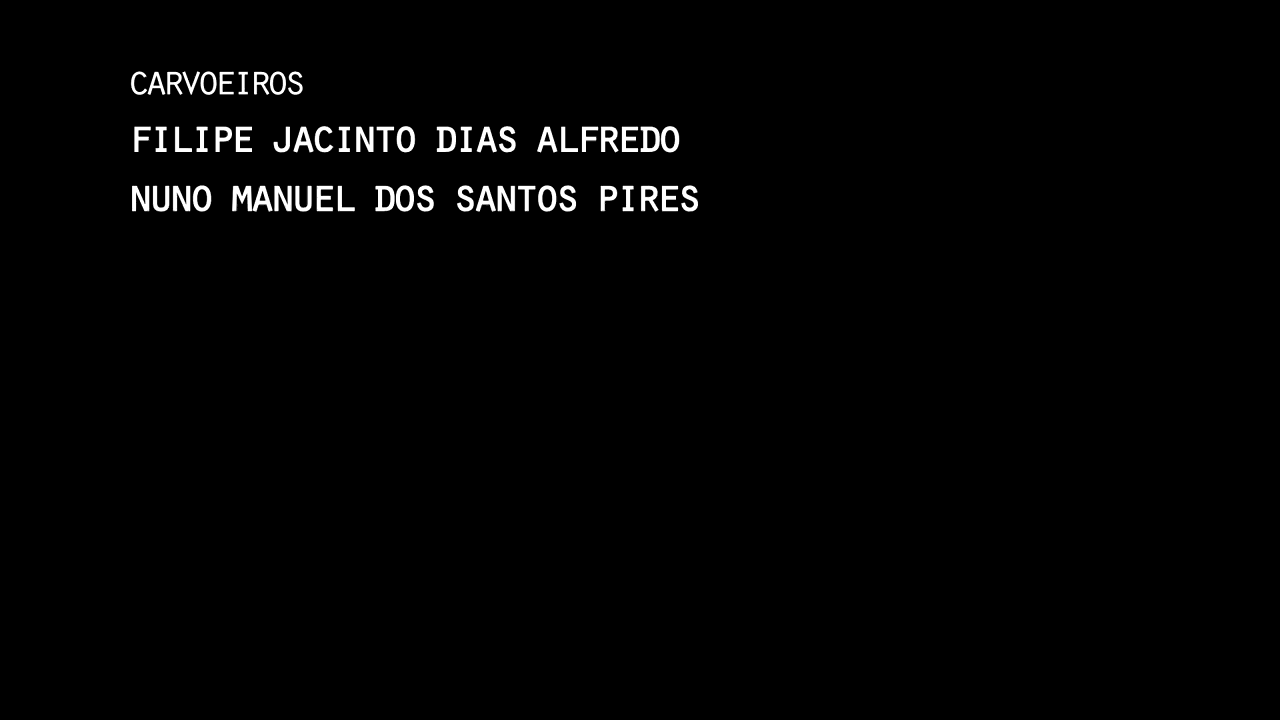 CARVOEIROS
FILIPE JACINTO DIAS ALFREDO
NUNO MANUEL DOS SANTOS PIRES